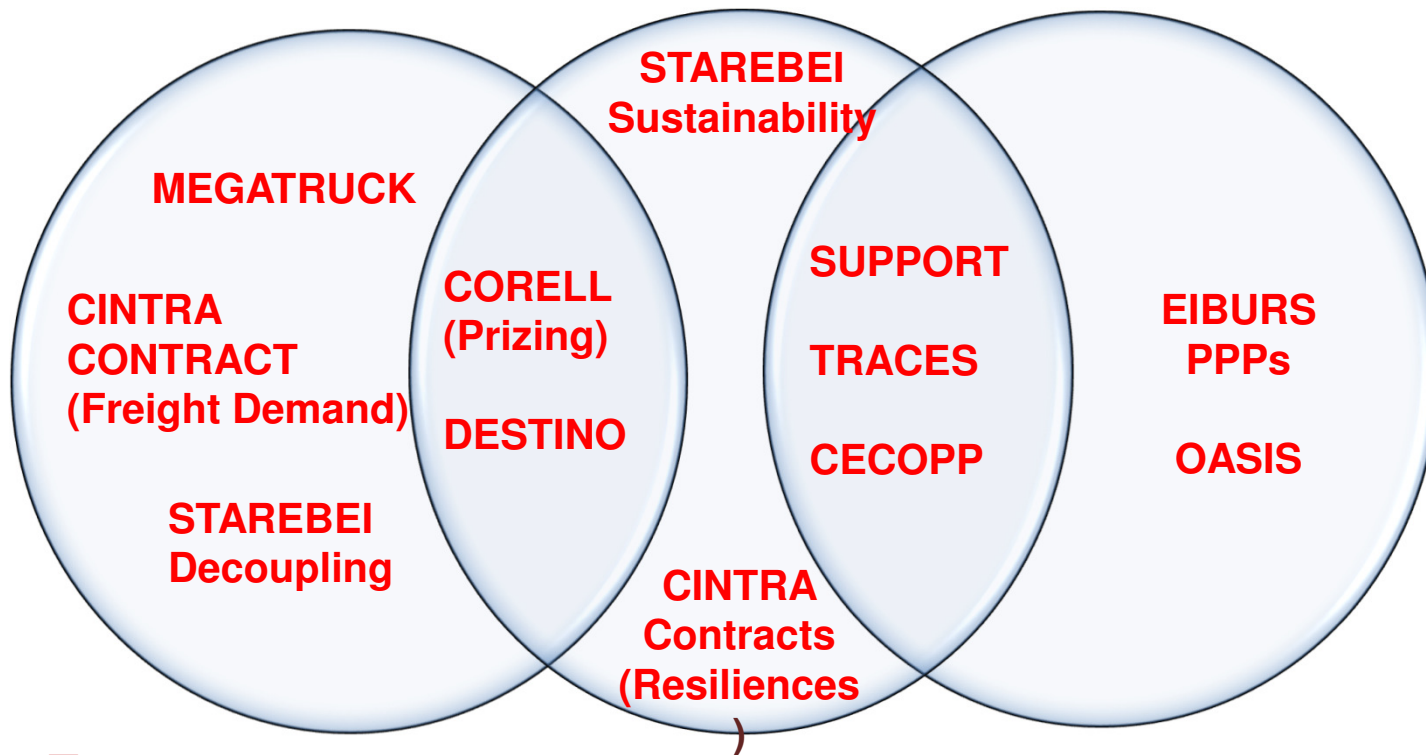 MEGATRUCK
CINTRA
CONTRACT
(Freight Demand)
STAREBEI
Decoupling
CORELL
(Prizing)
DESTINO
STAREBEI
Sustainability
CINTRA
Contracts
(Resiliences
)
SUPPORT
TRACES
CECOPP
EIBURS
PPPs
OASIS